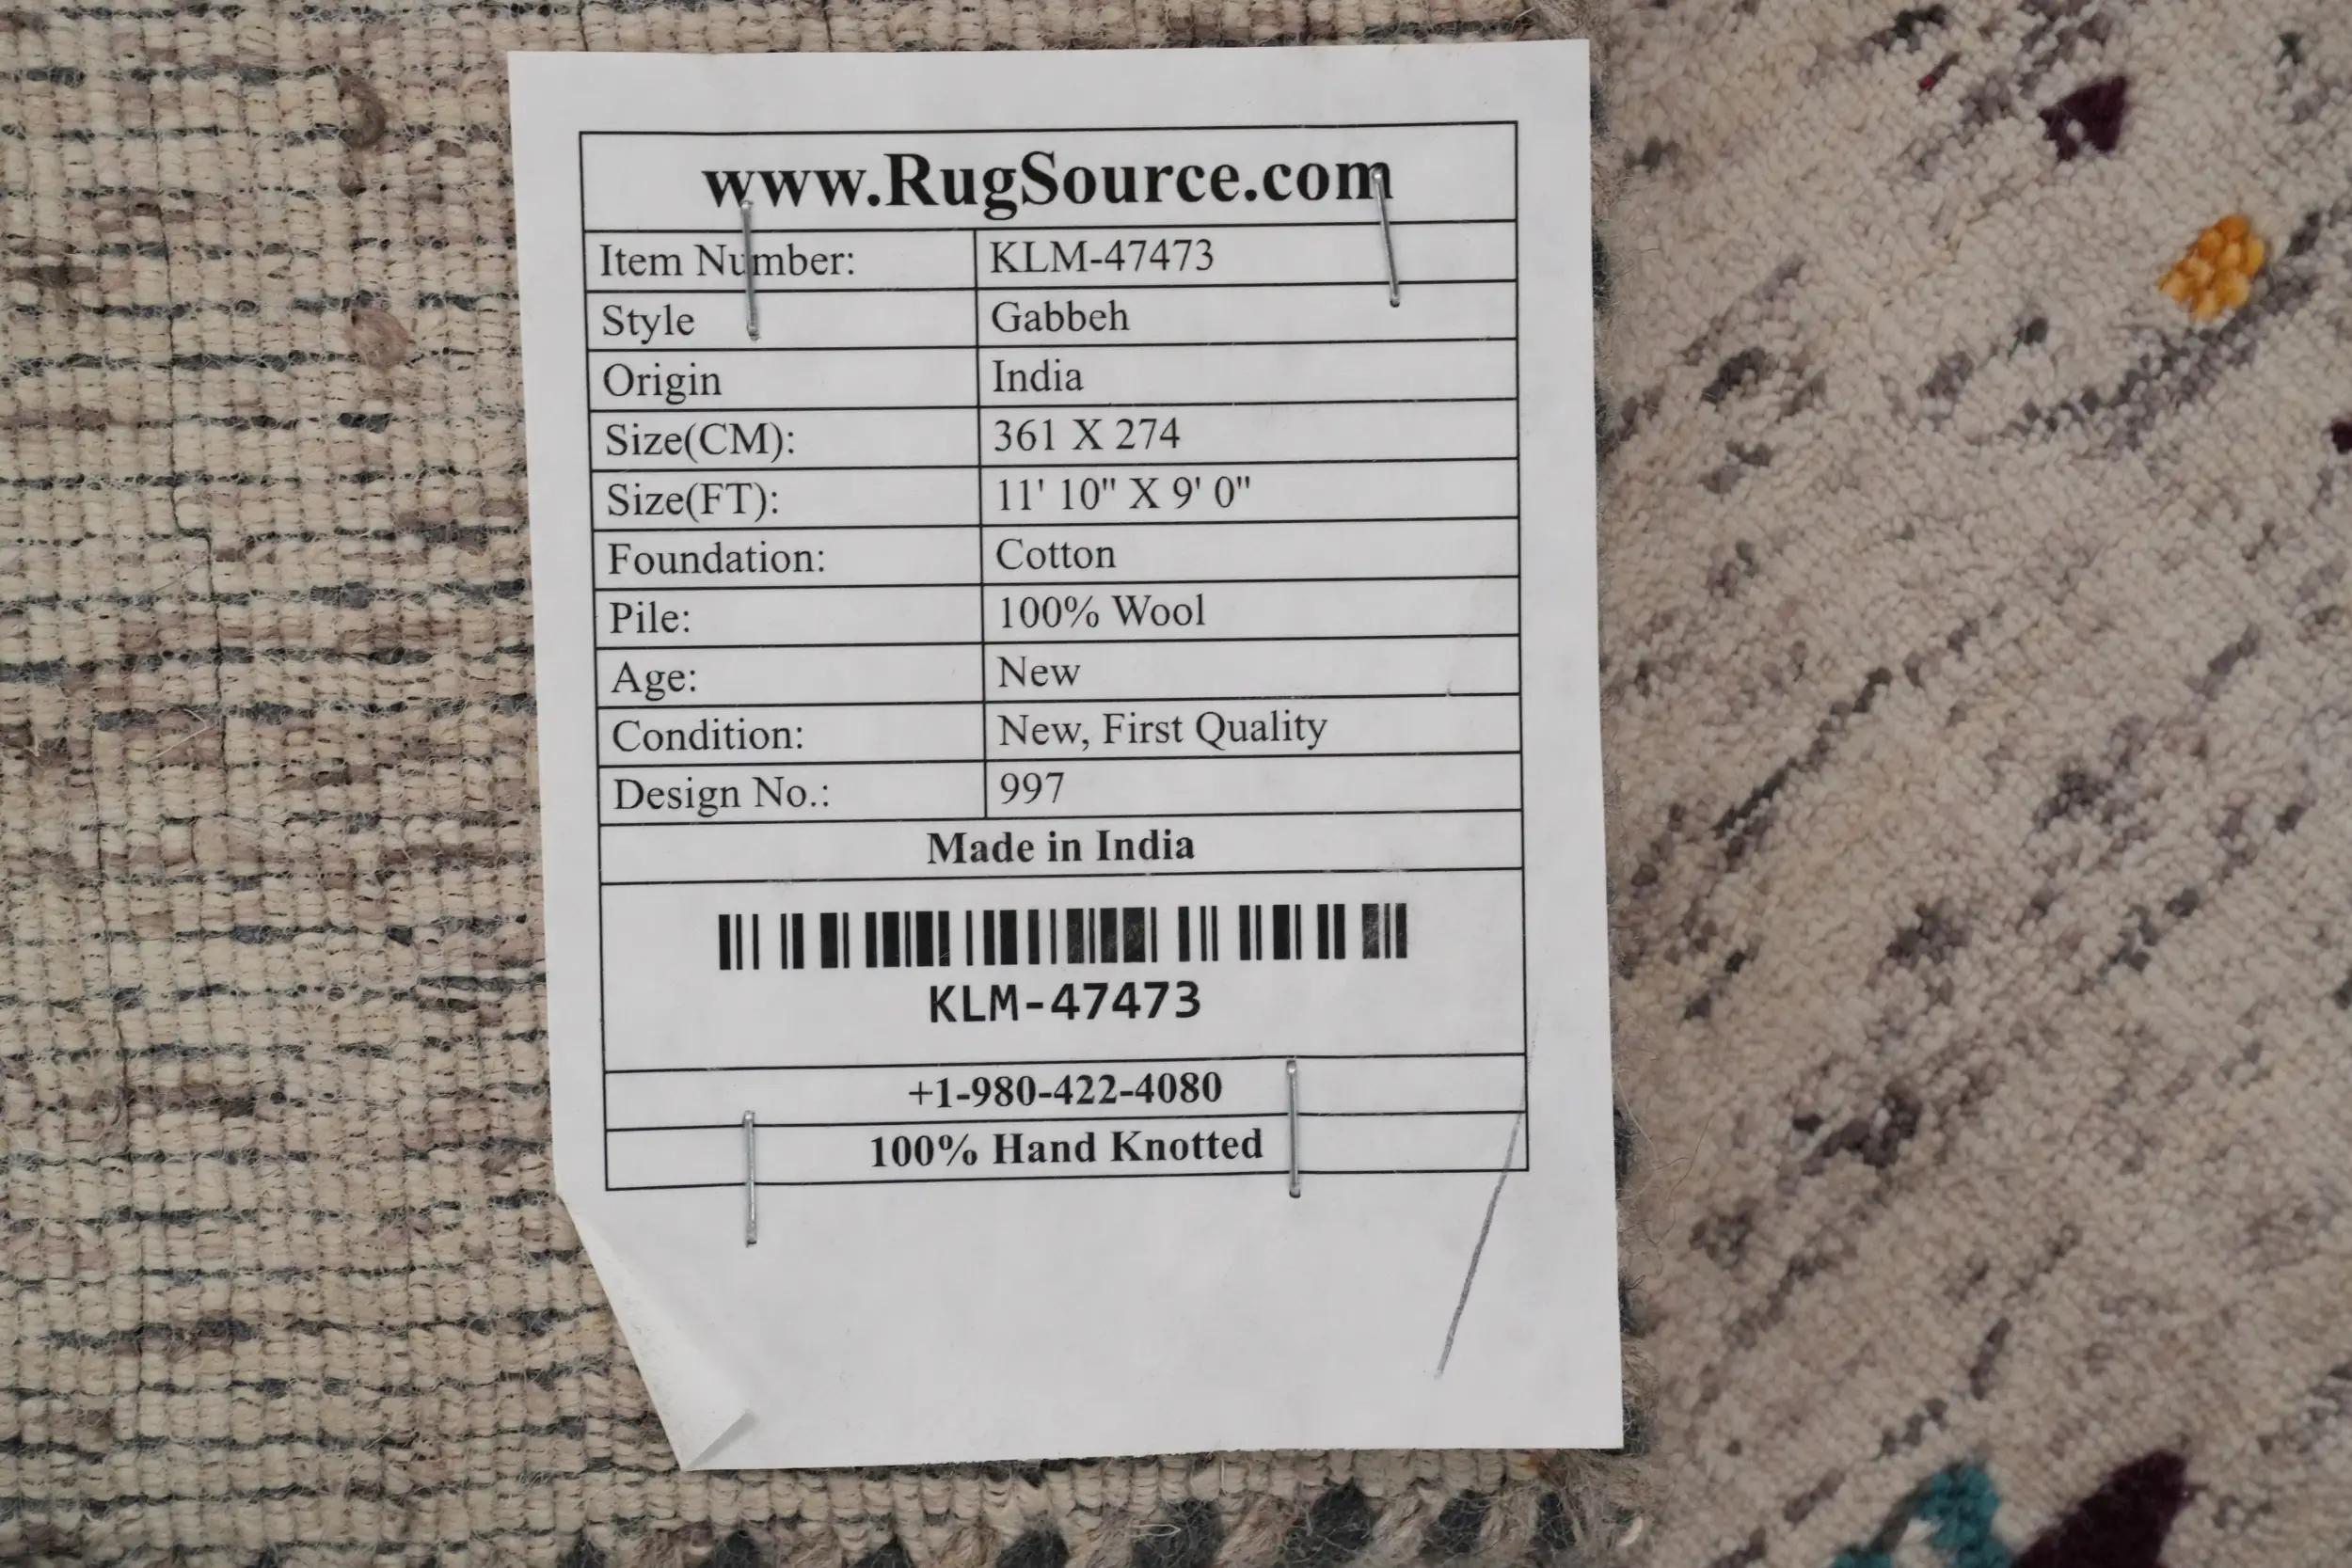 www.RugSource.com
Item Number: KLM-47473
Style Gabbeh
Origin India
Size(CM): 361 X 274
Size(FT): 11' 10" X 9' 0"
Foundation: Cotton
Pile: 100% Wool
Age: New
Condition: New, First Quality
Design No.: 997
Made in India
KLM-47473
+1-980-422-4080
100% Hand Knotted